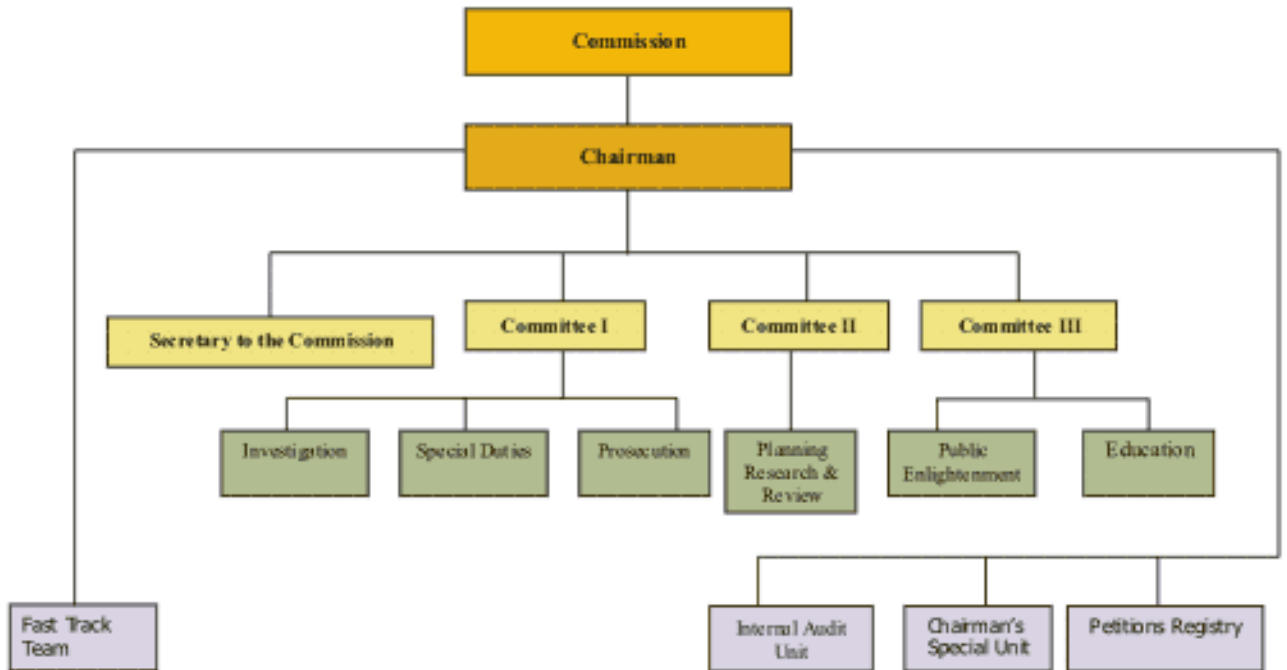 Commission
Chairman
Secretary to the Commission
Committee I
Committee II
Committee III
Investigation
Special Duties
Prosecution
Planning
Research &
Review
Public
Enlightenment
Education
Fast Track
Team
Internal Audit
Unit
Chairman's
Special Unit
Petitions Registry